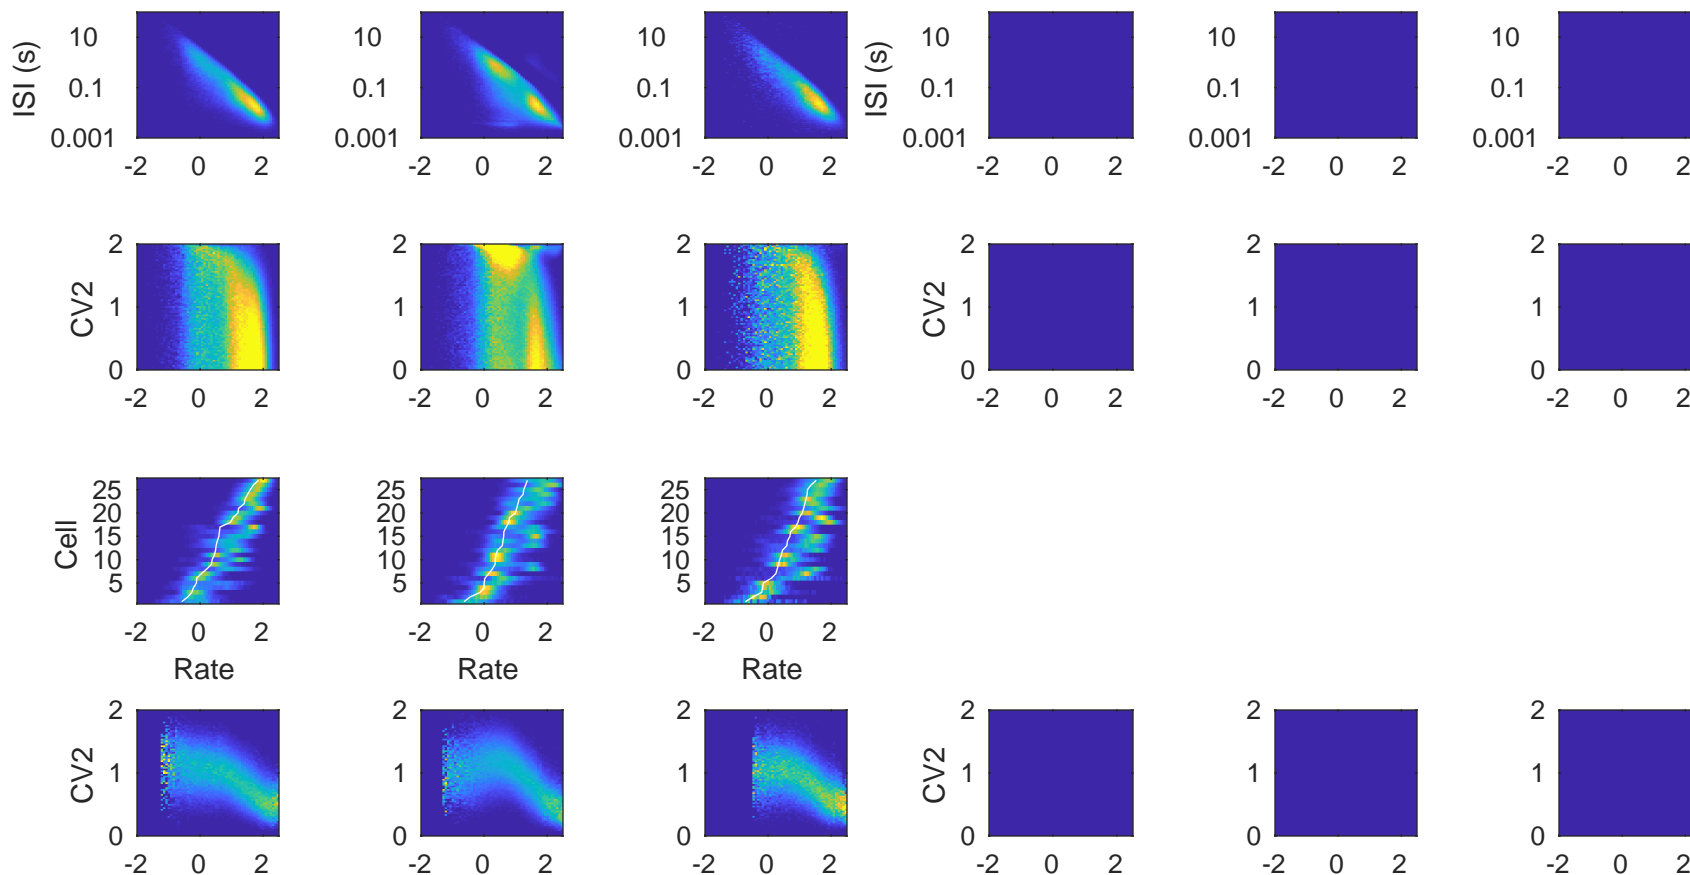 ISI (s) 10 0.1 0.001 10 0.1 0.001 10 0.1 0.001 ISI (s) 10 0.1 0.001 10 0.1 0.001 10 0.1 0.001
-2 0 2 -2 0 2 -2 0 2 -2 0 2 -2 0 2 -2 0 2
CV2 2 1 0 2 1 0 2 1 0 CV2 2 1 0 2 1 0 2 1 0
-2 0 2 -2 0 2 -2 0 2 -2 0 2 -2 0 2 -2 0 2
Cell 25 20 15 10 5 25 20 15 10 5 25 20 15 10 5
-2 0 2 -2 0 2 -2 0 2
Rate Rate Rate
CV2 2 1 0 2 1 0 2 1 0 CV2 2 1 0 2 1 0 2 1 0
-2 0 2 -2 0 2 -2 0 2 -2 0 2 -2 0 2 -2 0 2